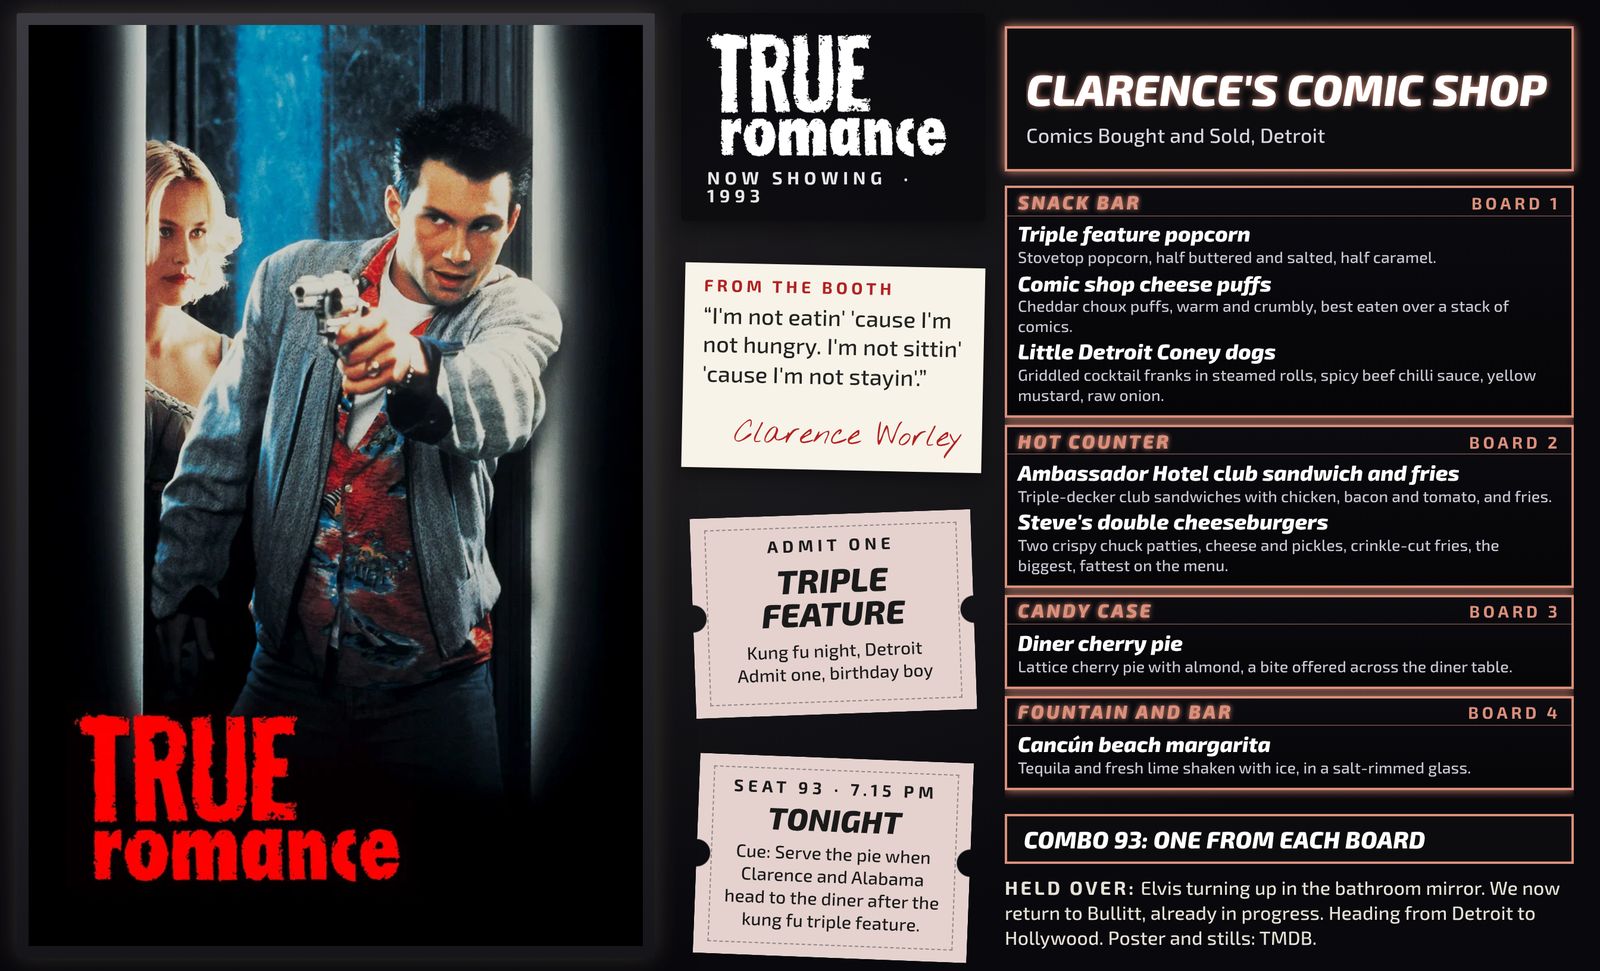 TRUE
romance
TRUE
romance
NOW SHOWING ·
1993
FROM THE BOOTH
“I'm not eatin' 'cause I'm
not hungry. I'm not sittin'
'cause I'm not stayin'.”
Clarence Worley
ADMIT ONE
TRIPLE
FEATURE
Kung fu night, Detroit
Admit one, birthday boy
SEAT 93 · 7.15 PM
TONIGHT
Cue: Serve the pie when
Clarence and Alabama
head to the diner after the
kung fu triple feature.
CLARENCE'S COMIC SHOP
Comics Bought and Sold, Detroit
SNACK BAR BOARD 1
Triple feature popcorn
Stovetop popcorn, half buttered and salted, half caramel.
Comic shop cheese puffs
Cheddar choux puffs, warm and crumbly, best eaten over a stack of
comics.
Little Detroit Coney dogs
Griddled cocktail franks in steamed rolls, spicy beef chilli sauce, yellow
mustard, raw onion.
HOT COUNTER BOARD 2
Ambassador Hotel club sandwich and fries
Triple-decker club sandwiches with chicken, bacon and tomato, and fries.
Steve's double cheeseburgers
Two crispy chuck patties, cheese and pickles, crinkle-cut fries, the
biggest, fattest on the menu.
CANDY CASE BOARD 3
Diner cherry pie
Lattice cherry pie with almond, a bite offered across the diner table.
FOUNTAIN AND BAR BOARD 4
Cancún beach margarita
Tequila and fresh lime shaken with ice, in a salt-rimmed glass.
COMBO 93: ONE FROM EACH BOARD
HELD OVER: Elvis turning up in the bathroom mirror. We now
return to Bullitt, already in progress. Heading from Detroit to
Hollywood. Poster and stills: TMDB.